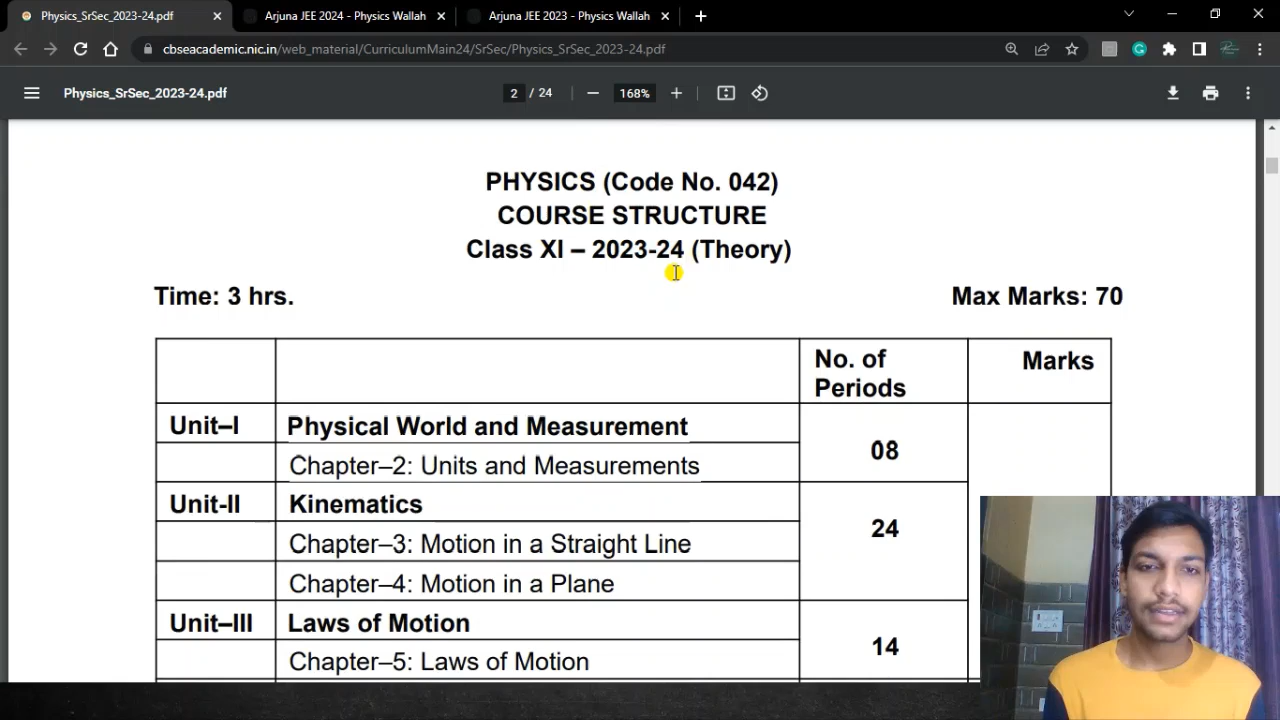 Physics_SrSec_2023-24.pdf
Arjuna JEE 2024 - Physics Wallah
Arjuna JEE 2023 - Physics Wallah
cbseacademic.nic.in/web_material/CurriculumMain24/SrSec/Physics_SrSec_2023-24.pdf
Physics_SrSec_2023-24.pdf
2 / 24
168%
PHYSICS (Code No. 042)
COURSE STRUCTURE
Class XI – 2023-24 (Theory)
Time: 3 hrs.
Max Marks: 70
No. of
Periods
Marks
Unit–I
Physical World and Measurement
08
Chapter–2: Units and Measurements
Unit-II
Kinematics
24
Chapter–3: Motion in a Straight Line
Chapter–4: Motion in a Plane
Unit–III
Laws of Motion
14
Chapter–5: Laws of Motion